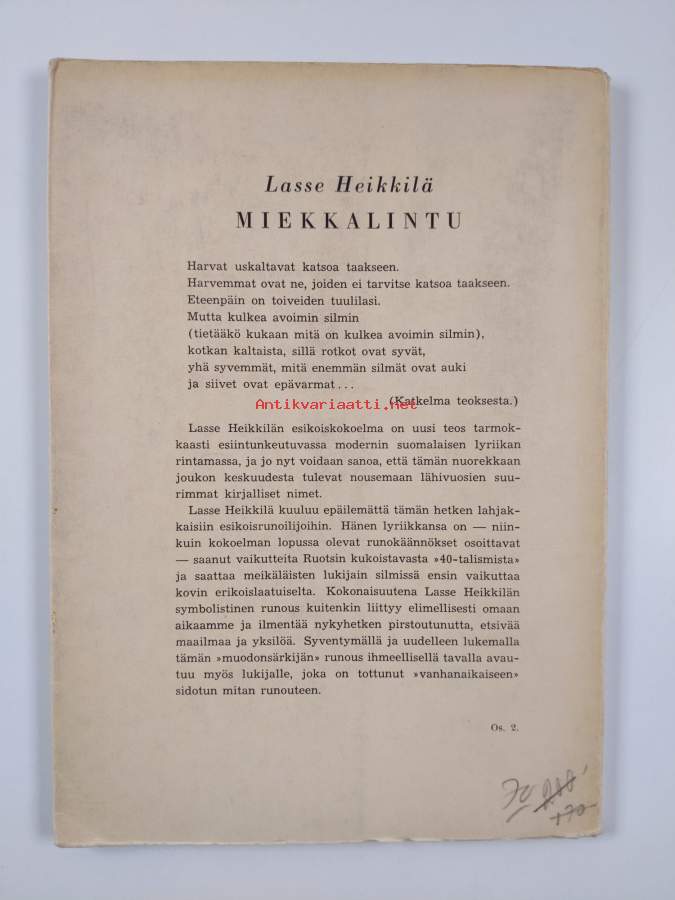 Lasse Heikkilä
MIEKKALINTU
Harvat uskaltavat katsoa taakseen.
Harvemmat ovat ne, joiden ei tarvitse katsoa taakseen.
Eteenpäin on toiveiden tuulilasi.
Mutta kulkea avoimin silmin
(tietääkö kukaan mitä on kulkea avoimin silmin),
kotkan kaltaista, sillä rotkot ovat syvät,
yhä syvemmät, mitä enemmän silmät ovat auki
ja siivet ovat epävarmat...
Antikvariaatti.net
(Katkelma teoksesta.)
Lasse Heikkilän esikoiskokoelma on uusi teos tarmok-
kaasti esiintunkeutuvassa modernin suomalaisen lyriikan
rintamassa, ja jo nyt voidaan sanoa, että tämän nuorekkaan
joukon keskuudesta tulevat nousemaan lähivuosien suu-
rimmat kirjalliset nimet.
Lasse Heikkilä kuuluu epäilemättä tämän hetken lahjak-
kaisiin esikoisrunoilijoihin. Hänen lyriikkansa on — niin-
kuin kokoelman lopussa olevat runokäännökset osoittavat
— saanut vaikutteita Ruotsin kukoistavasta »40-talismista»
ja saattaa meikäläisten lukijain silmissä ensin vaikuttaa
kovin erikoislaatuiselta. Kokonaisuutena Lasse Heikkilän
symbolistinen runous kuitenkin liittyy elimellisesti omaan
aikaamme ja ilmentää nykyhetken pirstoutunutta, etsivää
maailmaa ja yksilöä. Syventymällä ja uudelleen lukemalla
tämän »muodonsärkijän» runous ihmeellisellä tavalla avau-
tuu myös lukijalle, joka on tottunut »vanhanaikaiseen»
sidotun mitan runouteen.
Os. 2.
70
+70-